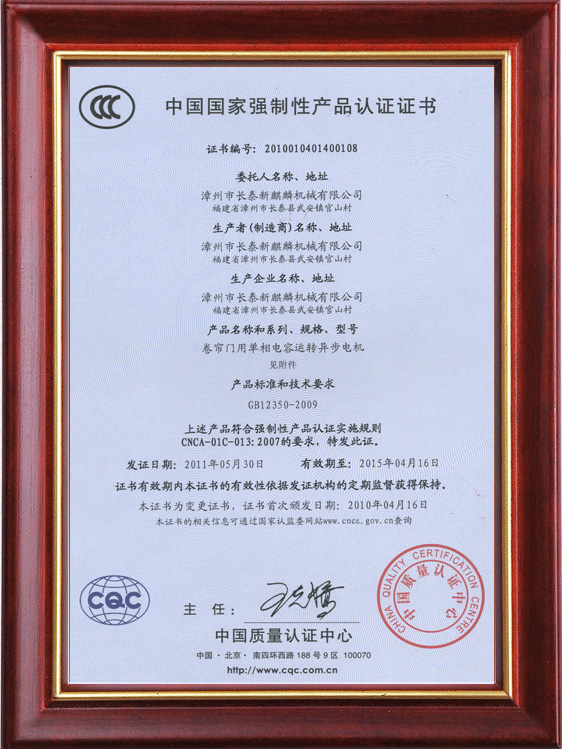 CCC
中国国家强制性产品认证证书
证书编号：2010010401400108
委托人名称、地址
漳州市长泰新麒麟机械有限公司
福建省漳州市长泰县武安镇官山村
生产者(制造商)名称、地址
漳州市长泰新麒麟机械有限公司
福建省漳州市长泰县武安镇官山村
生产企业名称、地址
漳州市长泰新麒麟机械有限公司
福建省漳州市长泰县武安镇官山村
产品名称和系列、规格、型号
卷帘门用单相电容运转异步电机
见附件
产品标准和技术要求
GB12350-2009
上述产品符合强制性产品认证实施规则
CNCA-01C-013:2007的要求，特发此证。
发证日期：2011年05月30日 有效期至：2015年04月16日
证书有效期内本证书的有效性依据发证机构的定期监督获得保持。
本证书为变更证书，证书首次颁发日期：2010年04月16日
本证书的相关信息可通过国家认监委网站www.cnca.gov.cn查询
CHINA QUALITY CERTIFICATION CENTRE
中国质量认证中心
CQC
主任：
中国质量认证中心
中国·北京·南四环西路188号9区 100070
http://www.cqc.com.cn